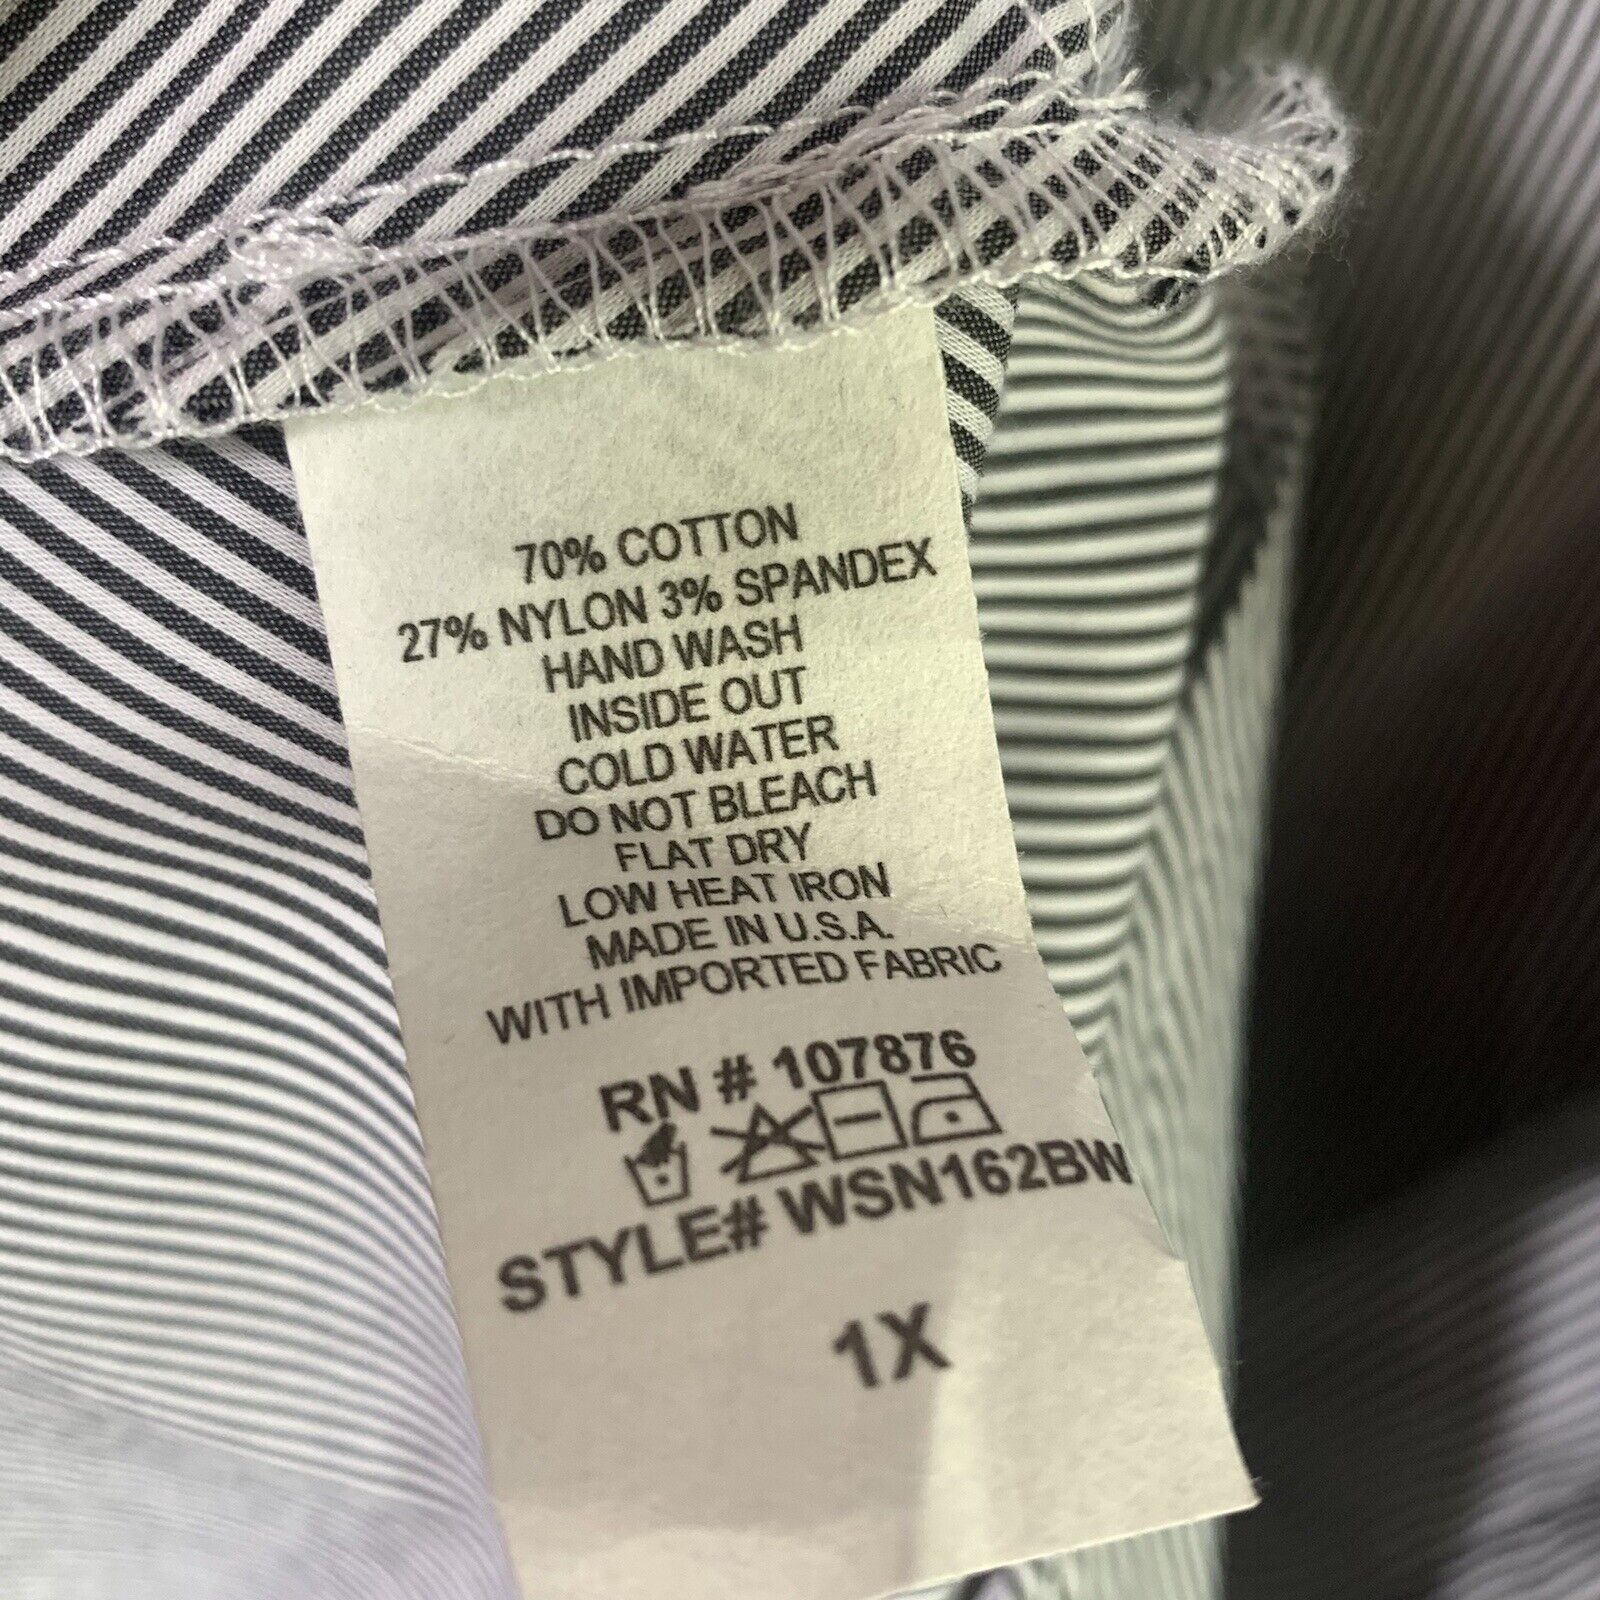 70% COTTON
27% NYLON 3% SPANDEX
HAND WASH
INSIDE OUT
COLD WATER
DO NOT BLEACH
FLAT DRY
LOW HEAT IRON
MADE IN U.S.A.
WITH IMPORTED FABRIC
RN # 107876
STYLE# WSN162BW
1X